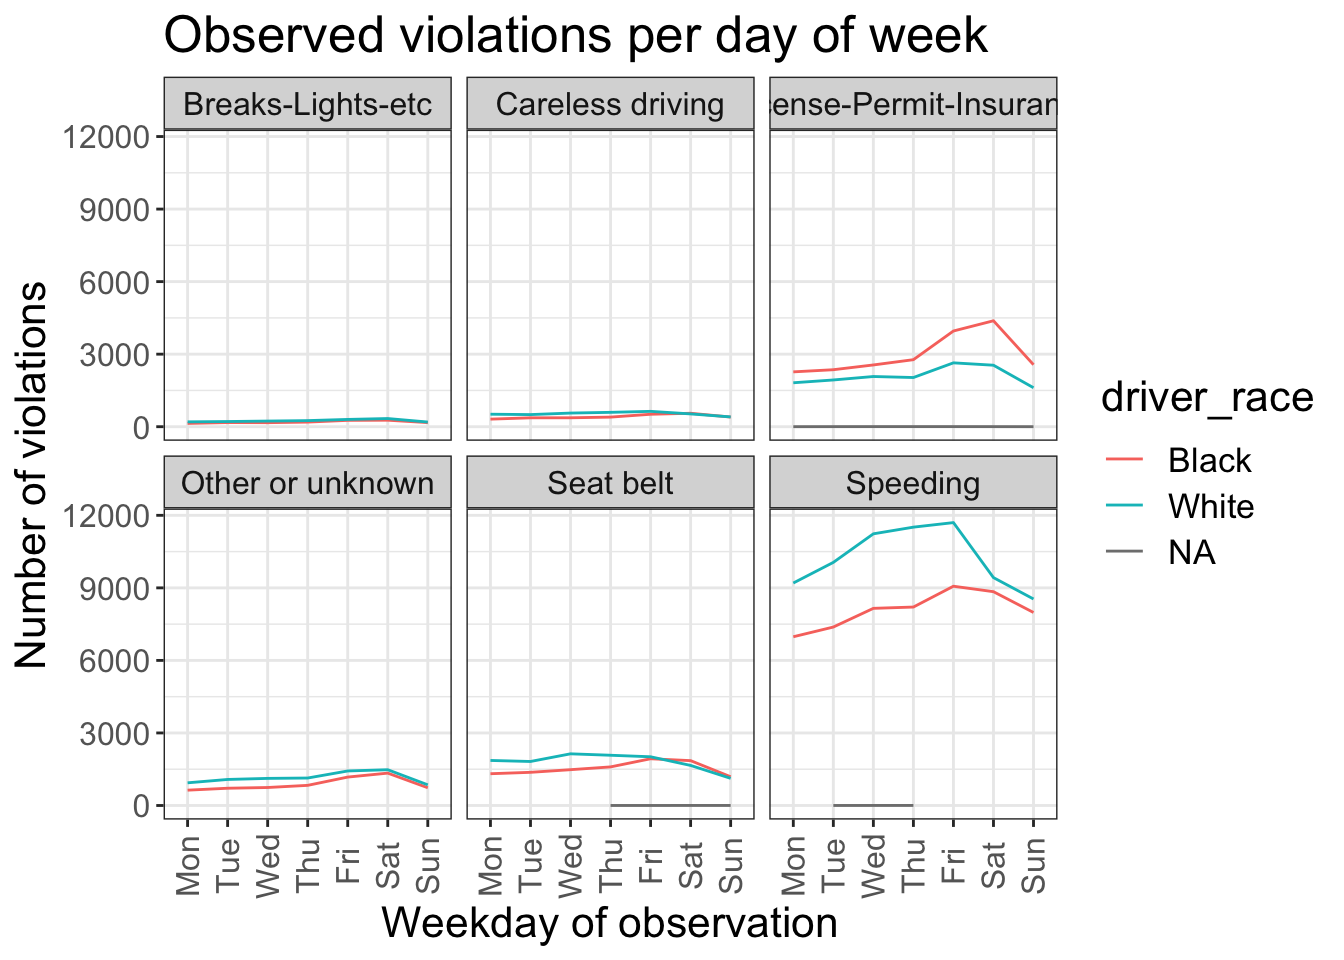 Observed violations per day of week
Breaks-Lights-etc
Careless driving
cense-Permit-Insuran
12000
9000
6000
3000
0
Other or unknown
Seat belt
Speeding
12000
9000
6000
3000
0
Number of violations
Mon Tue Wed Thu Fri Sat Sun
Mon Tue Wed Thu Fri Sat Sun
Mon Tue Wed Thu Fri Sat Sun
Weekday of observation
driver_race
Black
White
NA